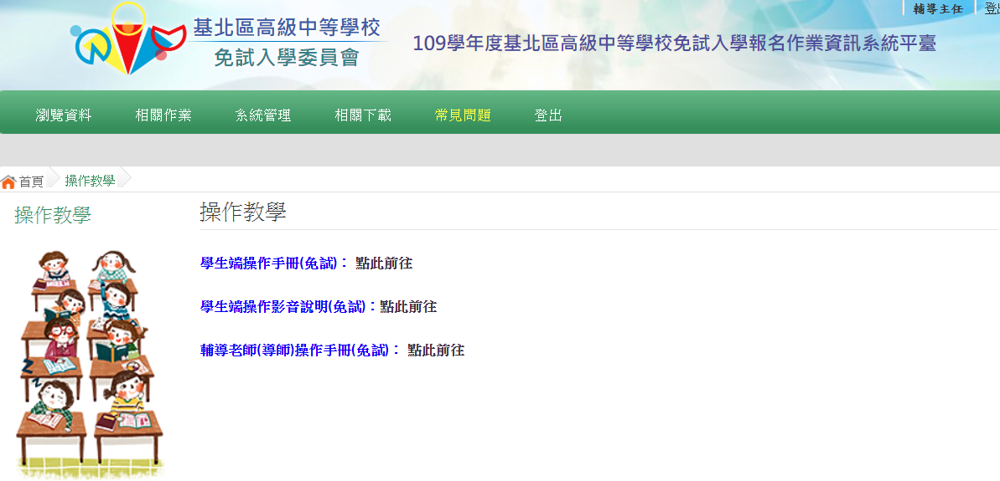 輔導主任 登出
基北區高級中等學校
免試入學委員會
109學年度基北區高級中等學校免試入學報名作業資訊系統平臺
瀏覽資料 相關作業 系統管理 相關下載 常見問題 登出
首頁 操作教學
操作教學
操作教學
學生端操作手冊(免試)： 點此前往
學生端操作影音說明(免試)：點此前往
輔導老師(導師)操作手冊(免試)： 點此前往